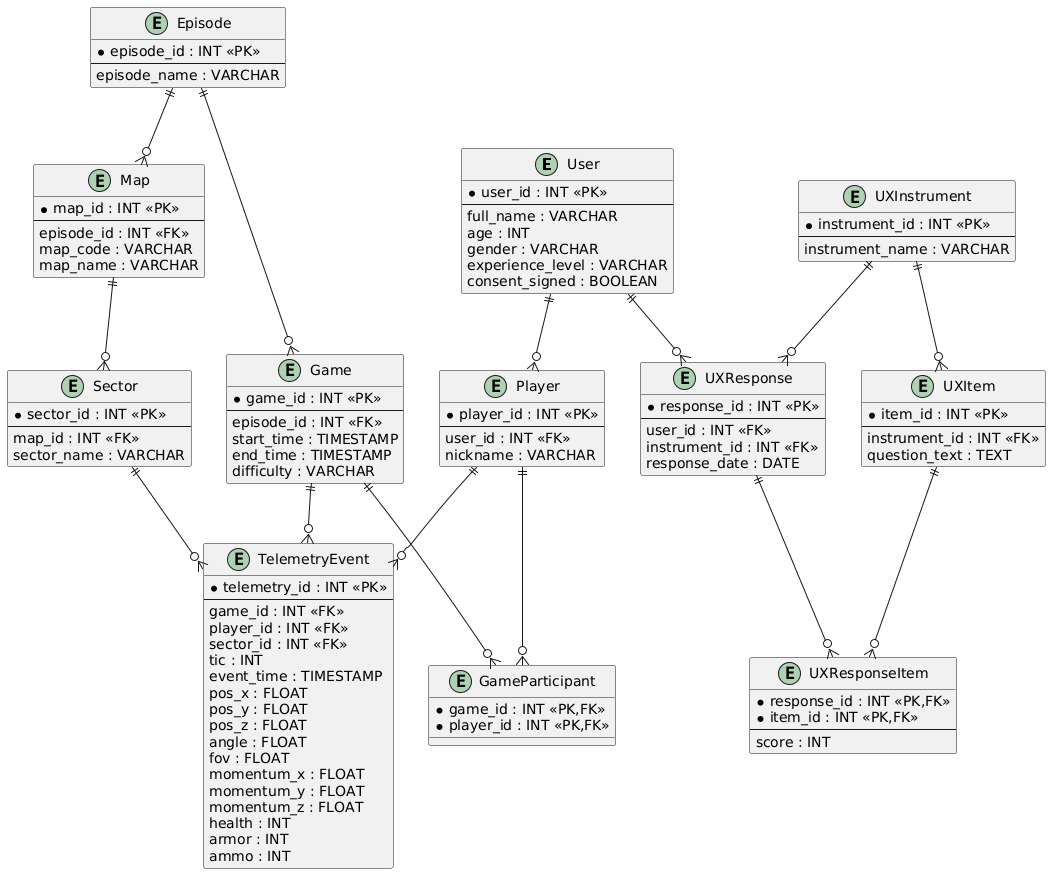 E Episode
* episode_id : INT «PK»
episode_name : VARCHAR
E Map
* map_id : INT «PK»
episode_id : INT «FK»
map_code : VARCHAR
map_name : VARCHAR
E User
* user_id : INT «PK»
full_name : VARCHAR
age : INT
gender : VARCHAR
experience_level : VARCHAR
consent_signed : BOOLEAN
E UXInstrument
* instrument_id : INT «PK»
instrument_name : VARCHAR
E Sector
* sector_id : INT «PK»
map_id : INT «FK»
sector_name : VARCHAR
E Game
* game_id : INT «PK»
episode_id : INT «FK»
start_time : TIMESTAMP
end_time : TIMESTAMP
difficulty : VARCHAR
E Player
* player_id : INT «PK»
user_id : INT «FK»
nickname : VARCHAR
E UXResponse
* response_id : INT «PK»
user_id : INT «FK»
instrument_id : INT «FK»
response_date : DATE
E UXItem
* item_id : INT «PK»
instrument_id : INT «FK»
question_text : TEXT
E TelemetryEvent
* telemetry_id : INT «PK»
game_id : INT «FK»
player_id : INT «FK»
sector_id : INT «FK»
tic : INT
event_time : TIMESTAMP
pos_x : FLOAT
pos_y : FLOAT
pos_z : FLOAT
angle : FLOAT
fov : FLOAT
momentum_x : FLOAT
momentum_y : FLOAT
momentum_z : FLOAT
health : INT
armor : INT
ammo : INT
E GameParticipant
* game_id : INT «PK,FK»
* player_id : INT «PK,FK»
E UXResponseItem
* response_id : INT «PK,FK»
* item_id : INT «PK,FK»
score : INT